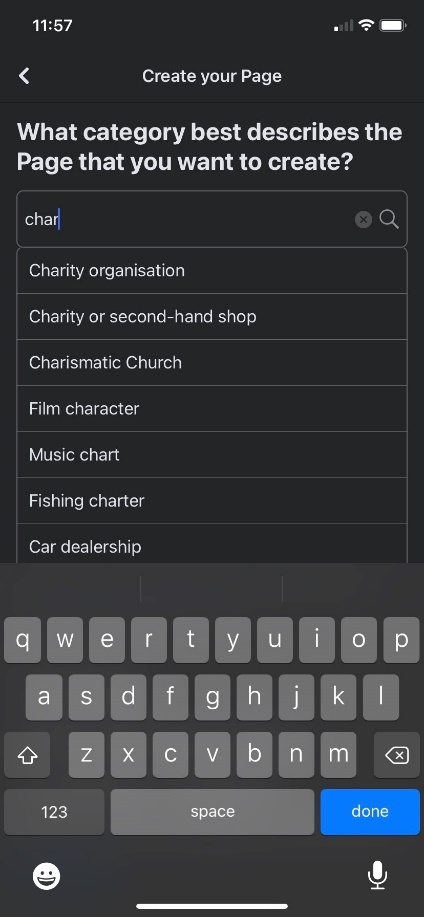 11:57
Create your Page
What category best describes the
Page that you want to create?
char
Charity organisation
Charity or second-hand shop
Charismatic Church
Film character
Music chart
Fishing charter
Car dealership
q w e r t y u i o p
a s d f g h j k l
z x c v b n m
123 space done